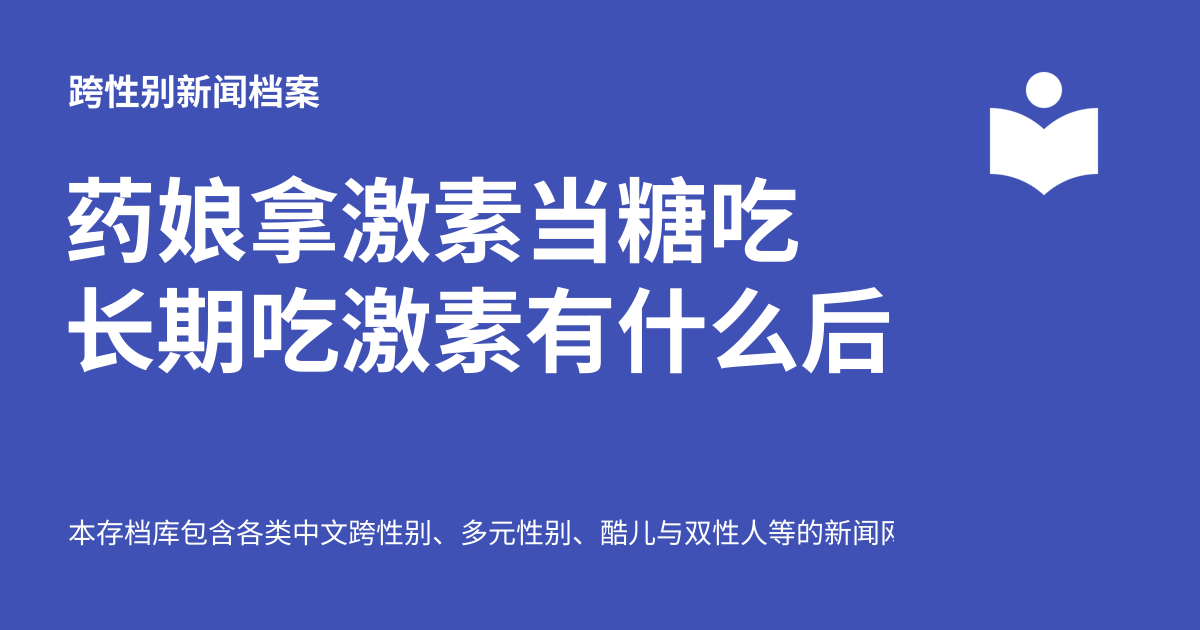 跨性别新闻档案
药娘拿激素当糖吃
长期吃激素有什么后
本存档库包含各类中文跨性别、多元性别、酷儿与双性人等的新闻